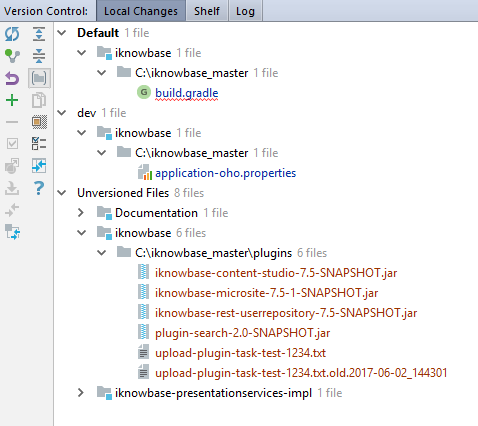 Version Control: Local Changes Shelf Log
Default 1 file
iknowbase 1 file
C:\iknowbase_master 1 file
build.gradle
dev 1 file
iknowbase 1 file
C:\iknowbase_master 1 file
application-oho.properties
Unversioned Files 8 files
Documentation 1 file
iknowbase 6 files
C:\iknowbase_master\plugins 6 files
iknowbase-content-studio-7.5-SNAPSHOT.jar
iknowbase-microsite-7.5-1-SNAPSHOT.jar
iknowbase-rest-userrepository-7.5-SNAPSHOT.jar
plugin-search-2.0-SNAPSHOT.jar
upload-plugin-task-test-1234.txt
upload-plugin-task-test-1234.txt.old.2017-06-02_144301
iknowbase-presentationservices-impl 1 file